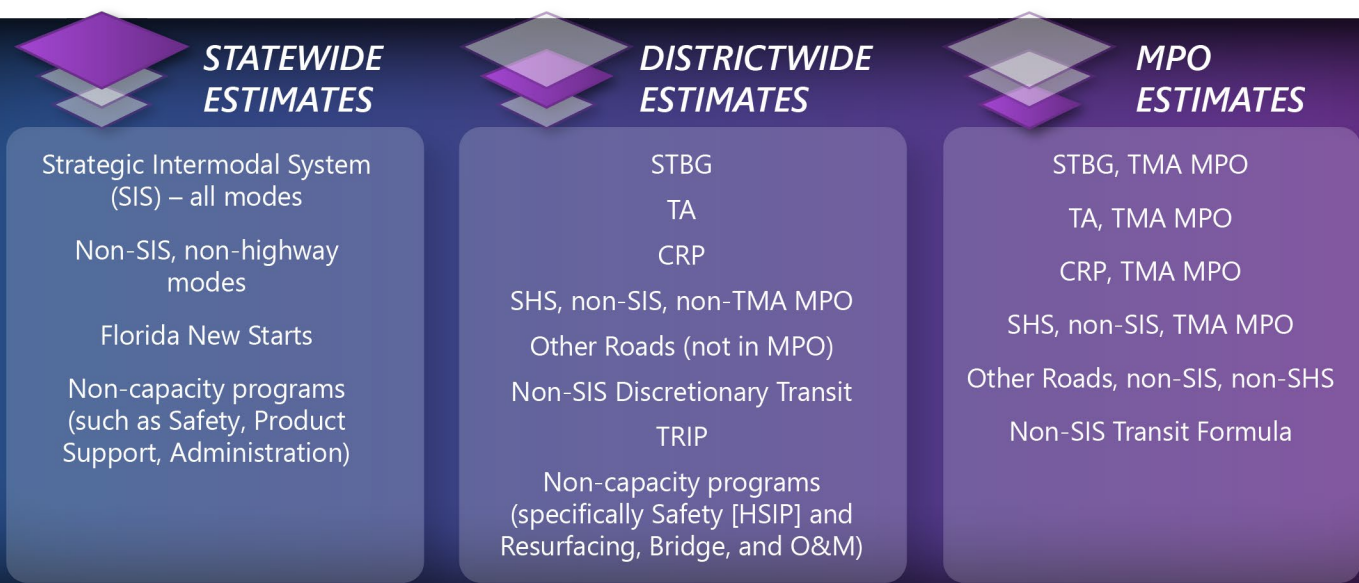 STATEWIDE
ESTIMATES
Strategic Intermodal System
(SIS) – all modes
Non-SIS, non-highway
modes
Florida New Starts
Non-capacity programs
(such as Safety, Product
Support, Administration)
DISTRICTWIDE
ESTIMATES
STBG
TA
CRP
SHS, non-SIS, non-TMA MPO
Other Roads (not in MPO)
Non-SIS Discretionary Transit
TRIP
Non-capacity programs
(specifically Safety [HSIP] and
Resurfacing, Bridge, and O&M)
MPO
ESTIMATES
STBG, TMA MPO
TA, TMA MPO
CRP, TMA MPO
SHS, non-SIS, TMA MPO
Other Roads, non-SIS, non-SHS
Non-SIS Transit Formula